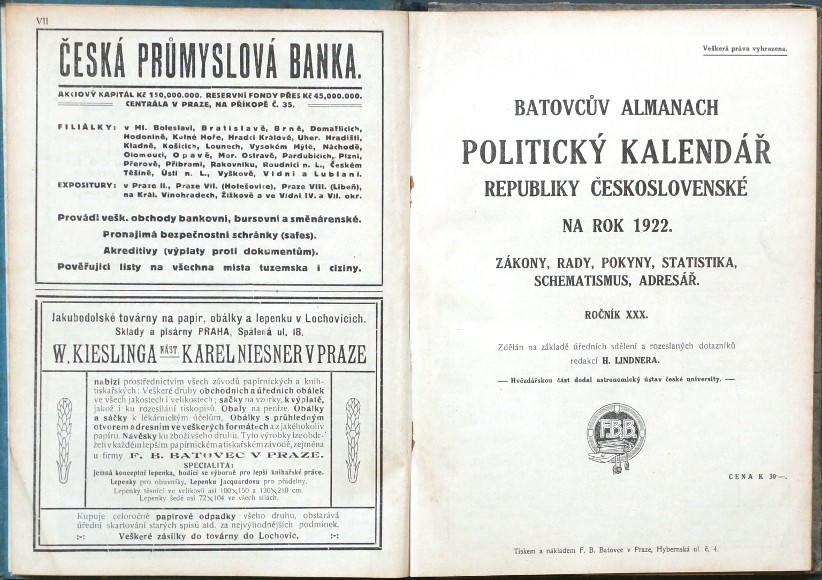 VII
ČESKÁ PRŮMYSLOVÁ BANKA.
AKCIOVÝ KAPITÁL Kč 150,000.000. RESERVNÍ FONDY PŘES Kč 45,000.000.
CENTRÁLA V PRAZE, NA PŘÍKOPĚ Č. 35.
FILIÁLKY: v Ml. Boleslavi, Bratislavě, Brně, Domažlicích,
Hodoníně, Kutné Hoře, Hradci Králové, Uher. Hradišti,
Kladně, Košicích, Lounech, Vysokém Mýtě, Náchodě,
Olomouci, Opavě, Mor. Ostravě, Pardubicích, Plzni,
Přerově, Příbrami, Rakovníku, Roudnici n. L., Českém
Těšíně, Ústí n. L., Vyškově, Vídni a Lublani.
EXPOSITURY: v Praze II., Praze VII. (Holešovice), Praze VIII. (Libeň),
na Král. Vinohradech, Žižkově a ve Vídni IV. a VII. okr.
Provádí vešk. obchody bankovní, bursovní a směnárenské.
Pronajímá bezpečnostní schránky (safes).
Akreditivy (výplaty proti dokumentům).
Pověřující listy na všechna místa tuzemska i ciziny.
Jakubodolské továrny na papír, obálky a lepenku v Lochovicích.
Sklady a písárny PRAHA, Spálená ul. 18.
W. KIESLINGA NÁST. KAREL NIESNER V PRAZE
nabízí prostřednictvím všech závodů papírnických a knih-
tiskařských: Veškeré druhy obchodních a úředních obálek
ve všech jakostech i velikostech; sáčky na vzorky, k výplatě,
jakož i ku rozesílání tiskopisů. Obaly na peníze. Obálky
a sáčky k lékárnickým účelům, Obálky s průhledným
otvorem adresním ve veškerých formátech a z jakéhokoliv
papíru. Návěsky ku zboží všeho druhu. Tyto výrobky lze obdr-
žeti v každém lepším papírnickém a tiskařském závodě, zejména
u firmy F. B. BATOVEC V PRAZE.
SPECIALITA:
jemná konceptní lepenka, hodící se výborně pro lepší knihařské práce.
Lepenky pro obuvníky, Lepenku Jacquardovu pro přádelny.
Lepenky těsnící ve velikosti asi 100×150 a 130×210 cm.
Lepenky šedé asi 72×104 ve všech silách.
Kupuje celoročně papírové odpadky všeho druhu, obstarává
úřední skartování starých spisů atd. za nejvýhodnějších podmínek.
:-: Veškeré zásilky do továrny do Lochovic. :-:
Veškerá práva vyhrazena.
BATOVCŮV ALMANACH
POLITICKÝ KALENDÁŘ
REPUBLIKY ČESKOSLOVENSKÉ
NA ROK 1922.
ZÁKONY, RADY, POKYNY, STATISTIKA,
SCHEMATISMUS, ADRESÁŘ.
ROČNÍK XXX.
Zdělán na základě úředních sdělení a rozeslaných dotazníků
redakcí H. LINDNERA.
— Hvězdářskou část dodal astronomický ústav české university. —
FBB
CENA K 30·—.
Tiskem a nákladem F. B. Batovce v Praze, Hybernská ul. č. 4.